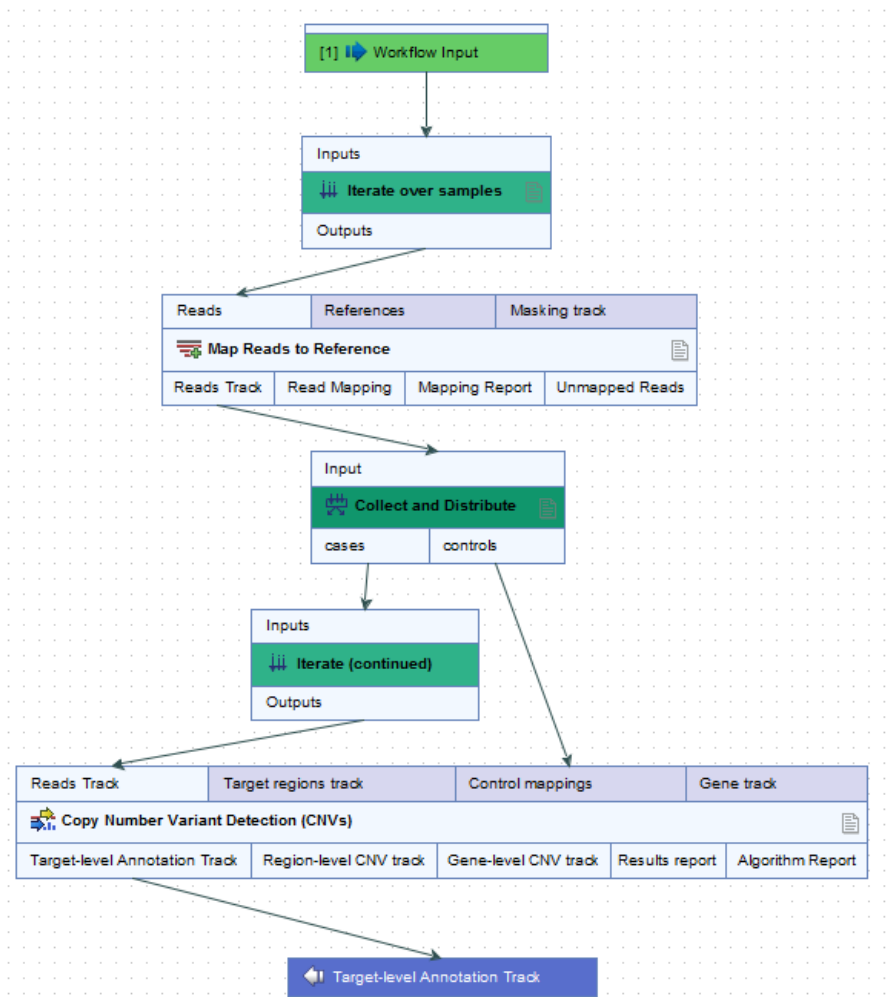 [1] Workflow Input
Inputs
Iterate over samples
Outputs
Reads References Masking track
Map Reads to Reference
Reads Track Read Mapping Mapping Report Unmapped Reads
Input
Collect and Distribute
cases controls
Inputs
Iterate (continued)
Outputs
Reads Track Target regions track Control mappings Gene track
Copy Number Variant Detection (CNVs)
Target-level Annotation Track Region-level CNV track Gene-level CNV track Results report Algorithm Report
Target-level Annotation Track